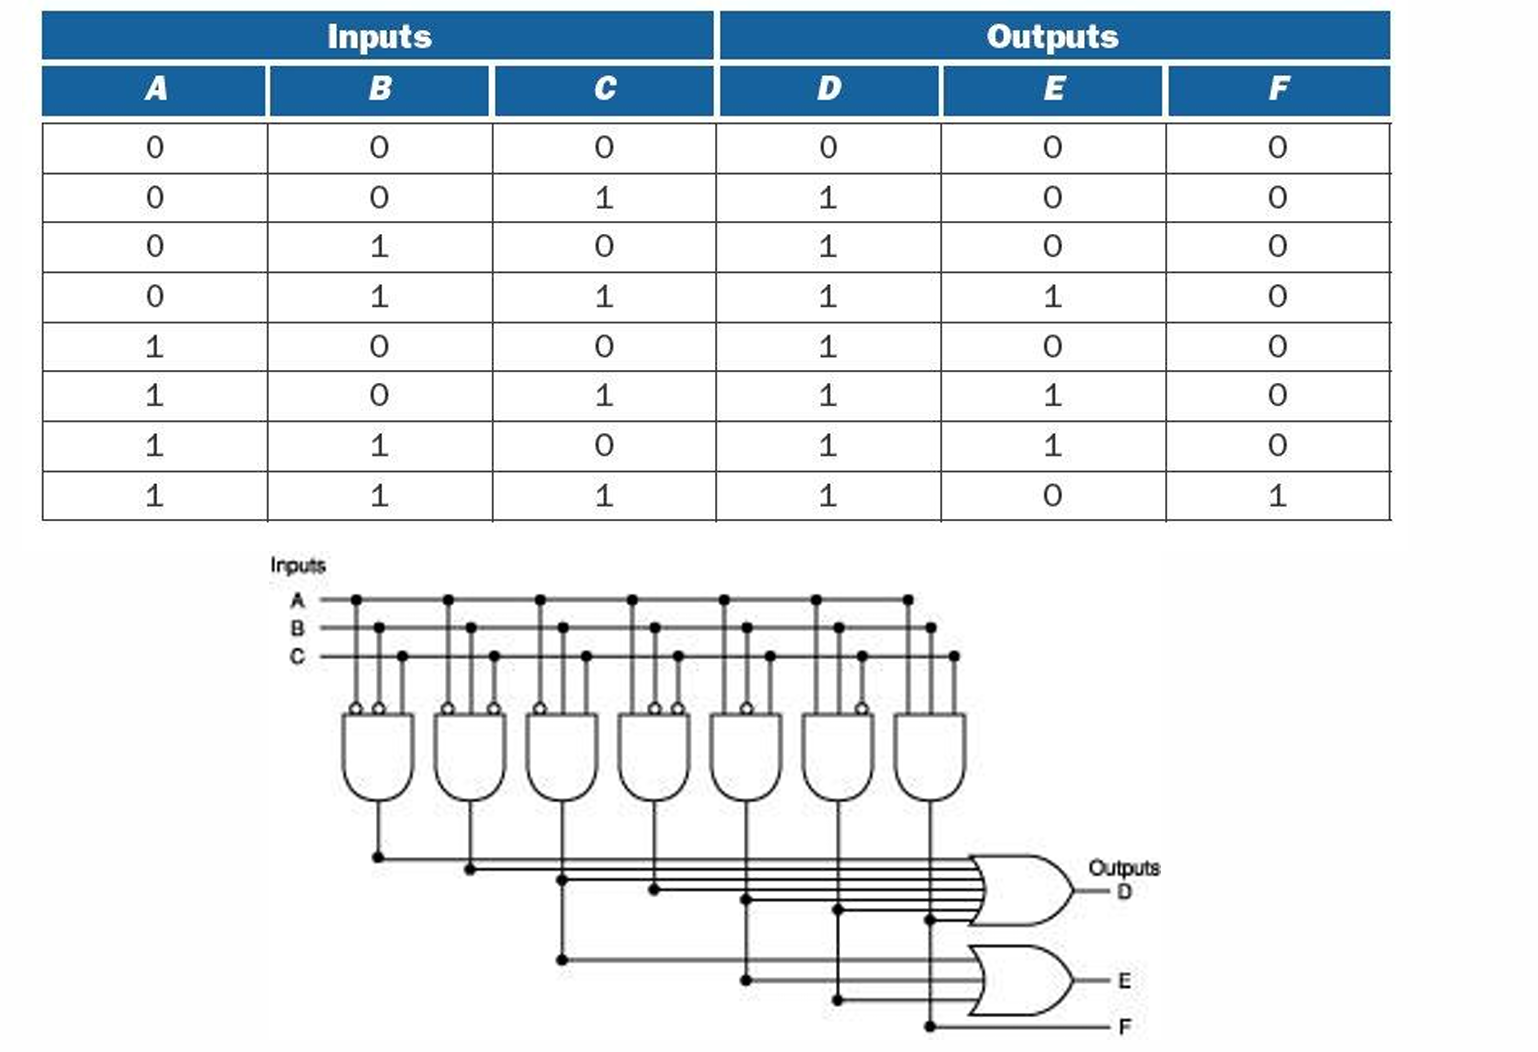 Inputs Outputs
A B C D E F
0 0 0 0 0 0
0 0 1 1 0 0
0 1 0 1 0 0
0 1 1 1 1 0
1 0 0 1 0 0
1 0 1 1 1 0
1 1 0 1 1 0
1 1 1 1 0 1
Inputs
A
B
C
Outputs
D
E
F